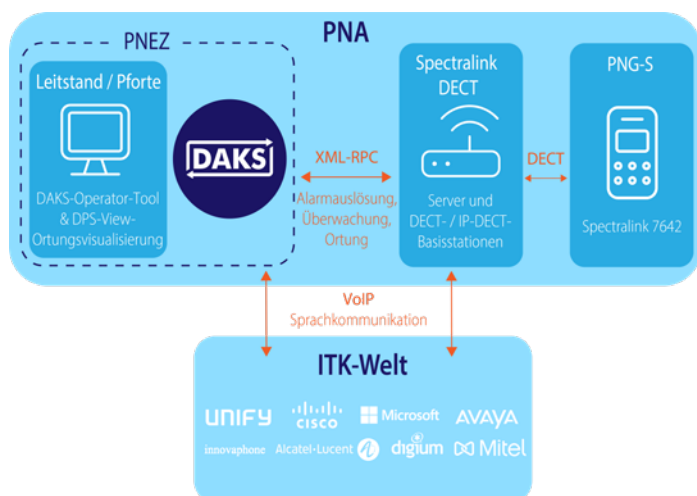 PNA
PNEZ
Leitstand / Pforte
DAKS-Operator-Tool
& DPS-View-
Ortungsvisualisierung
DAKS
XML-RPC
Alarmauslösung,
Überwachung,
Ortung
Spectralink
DECT
Server und
DECT- / IP-DECT-
Basisstationen
DECT
PNG-S
Spectralink 7642
VoIP
Sprachkommunikation
ITK-Welt
UNIFY
cisco
Microsoft
AVAYA
innovaphone
Alcatel-Lucent
digium
Mitel